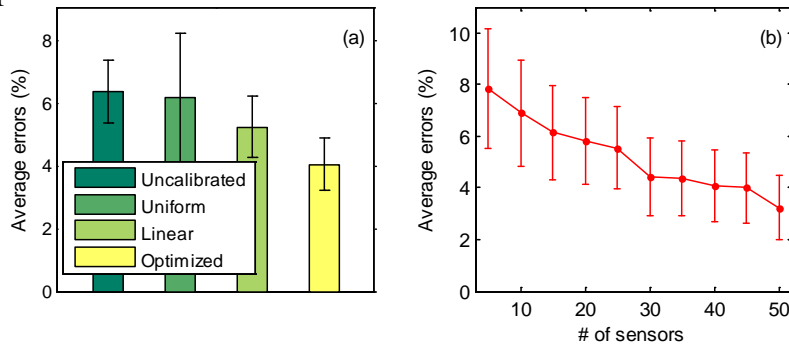 (a)
Average errors (%)
8
6
4
2
0
Uncalibrated
Uniform
Linear
Optimized
(b)
Average errors (%)
10
8
6
4
2
0
10 20 30 40 50
# of sensors